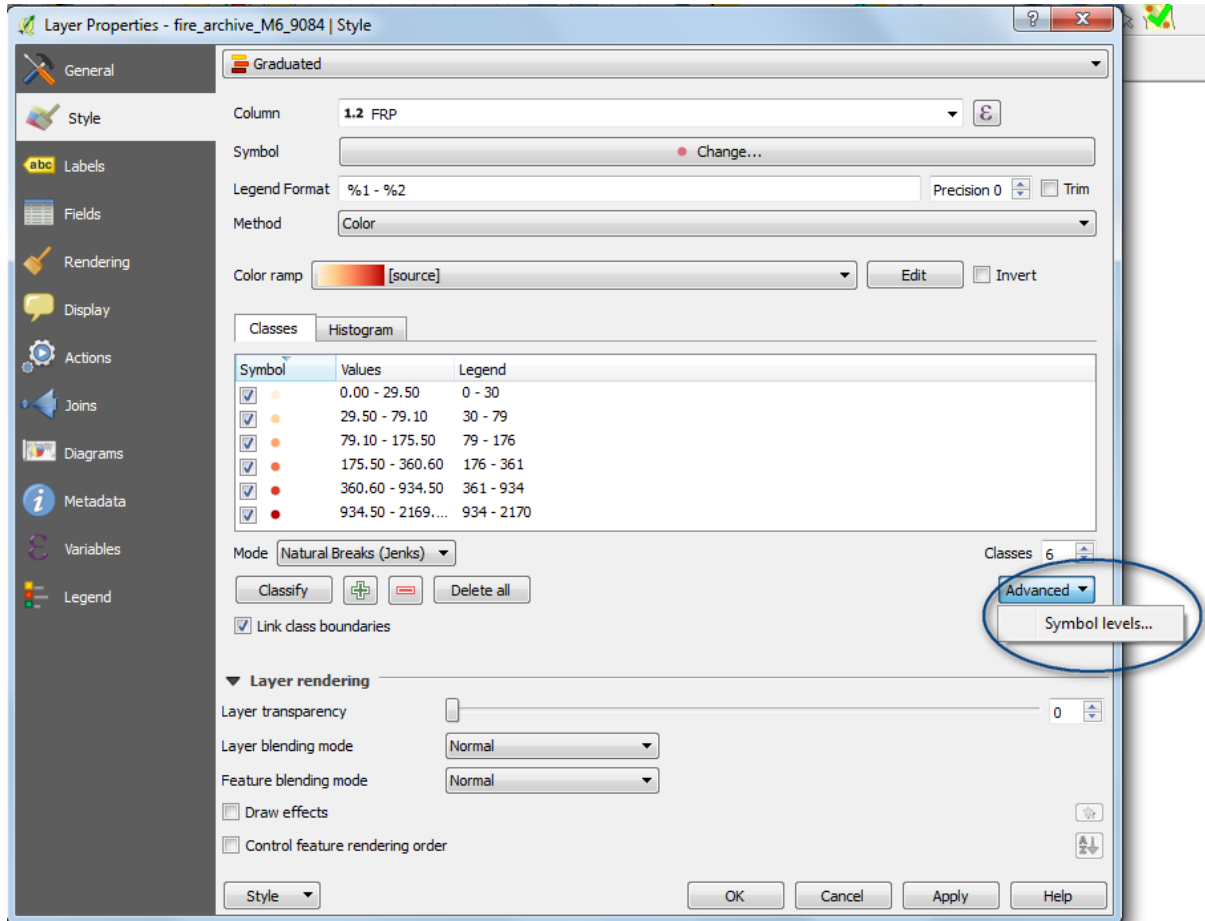 Layer Properties - fire_archive_M6_9084 | Style
?
General
Style
abc Labels
Fields
Rendering
Display
Actions
Joins
Diagrams
Metadata
Variables
Legend
Graduated
Column 1.2 FRP ε
Symbol Change...
Legend Format %1 - %2 Precision 0 Trim
Method Color
Color ramp [source] Edit Invert
Classes Histogram
Symbol Values Legend
0.00 - 29.50 0 - 30
29.50 - 79.10 30 - 79
79.10 - 175.50 79 - 176
175.50 - 360.60 176 - 361
360.60 - 934.50 361 - 934
934.50 - 2169.... 934 - 2170
Mode Natural Breaks (Jenks) Classes 6
Classify Delete all Advanced
Symbol levels...
Link class boundaries
Layer rendering
Layer transparency 0
Layer blending mode Normal
Feature blending mode Normal
Draw effects
Control feature rendering order
Style OK Cancel Apply Help